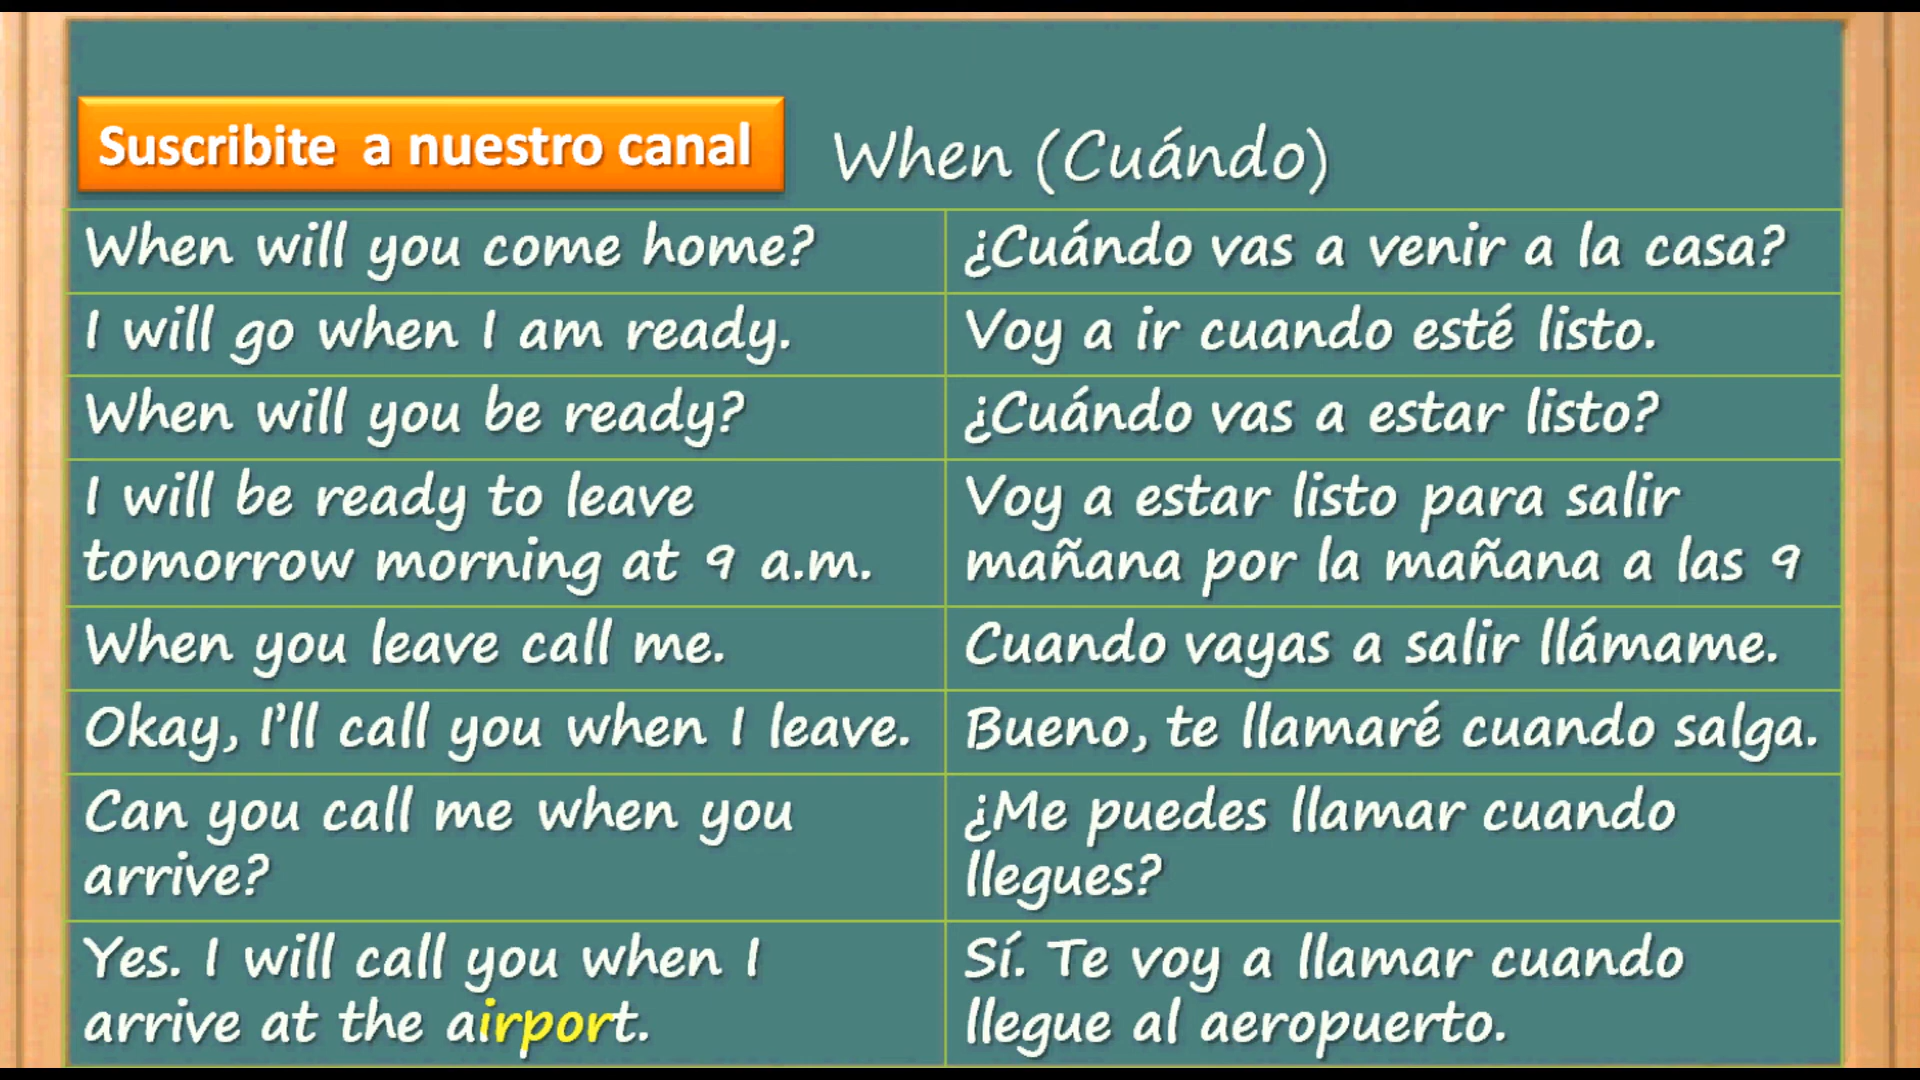 Suscribite a nuestro canal
When (Cuándo)
When will you come home?
¿Cuándo vas a venir a la casa?
I will go when I am ready.
Voy a ir cuando esté listo.
When will you be ready?
¿Cuándo vas a estar listo?
I will be ready to leave
tomorrow morning at 9 a.m.
Voy a estar listo para salir
mañana por la mañana a las 9
When you leave call me.
Cuando vayas a salir llámame.
Okay, I'll call you when I leave.
Bueno, te llamaré cuando salga.
Can you call me when you
arrive?
¿Me puedes llamar cuando
llegues?
Yes. I will call you when I
arrive at the airport.
Sí. Te voy a llamar cuando
llegue al aeropuerto.